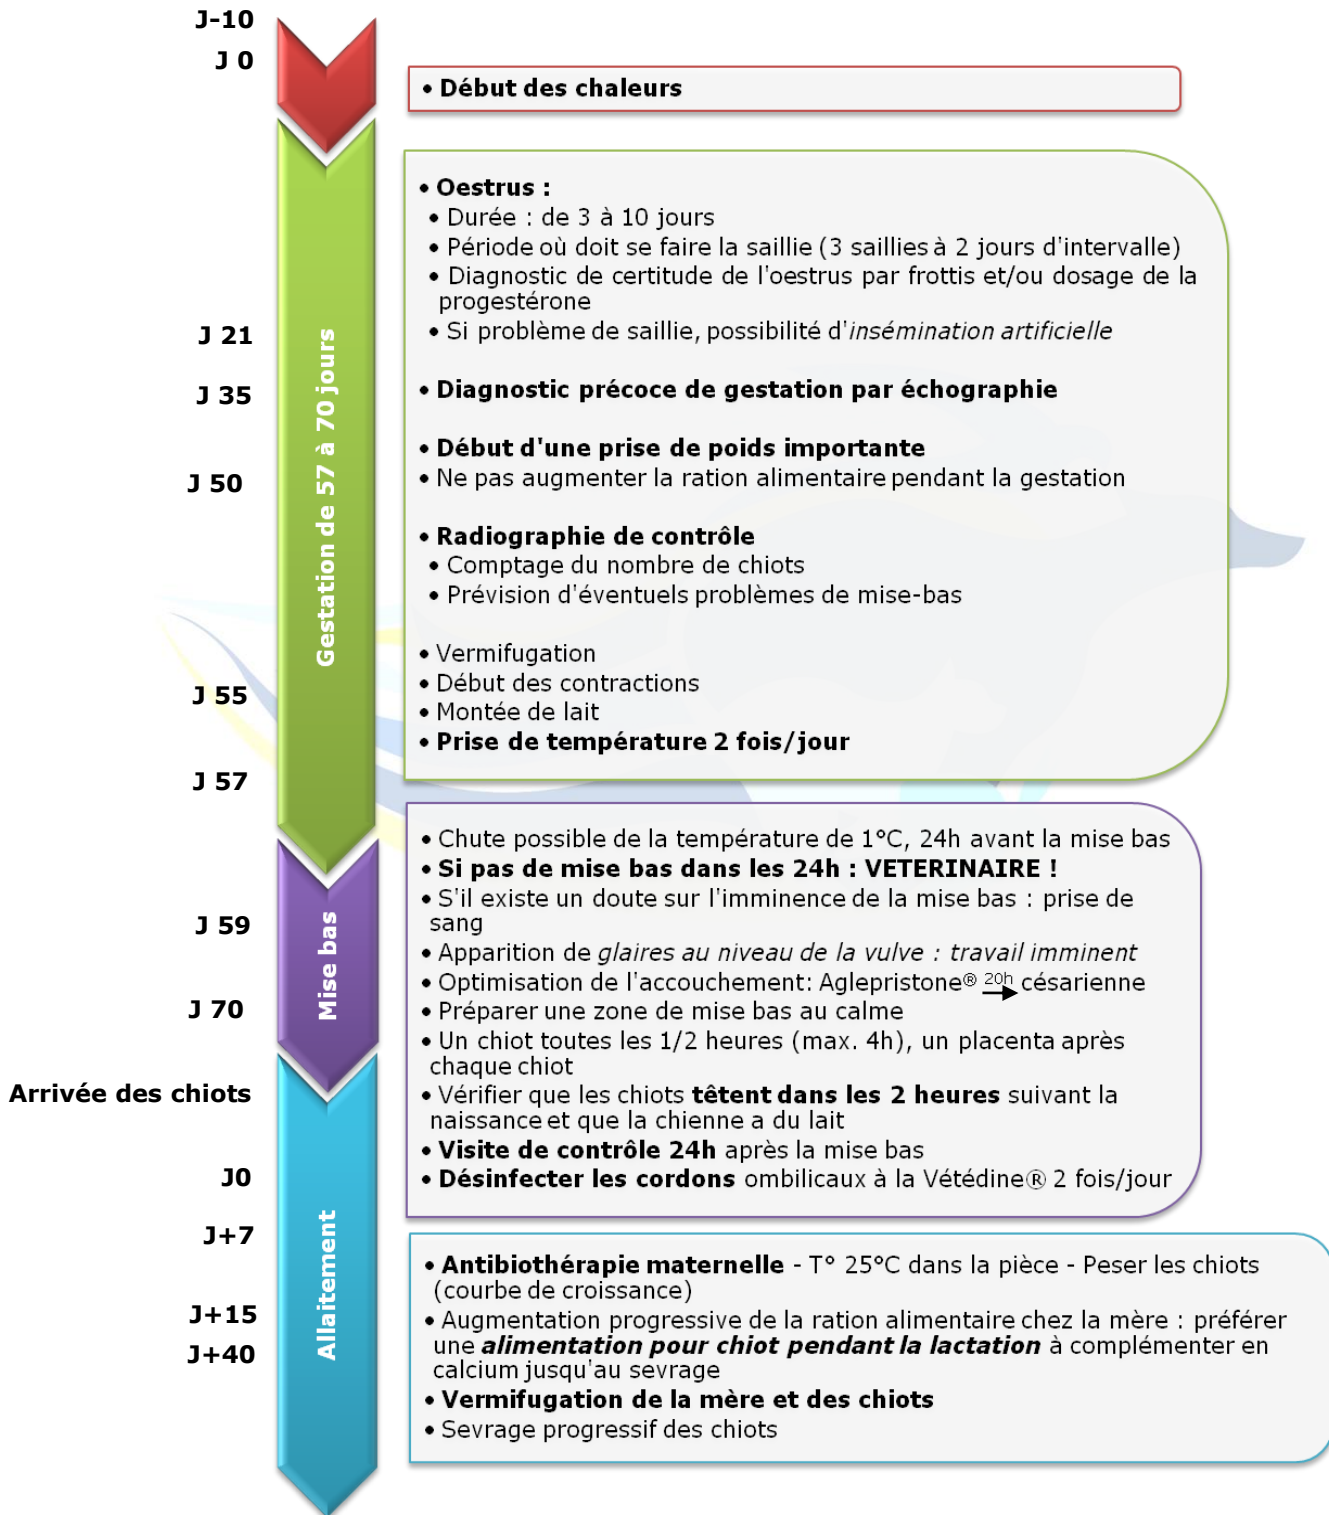 J-10
J 0
• Début des chaleurs
• Oestrus :
• Durée : de 3 à 10 jours
• Période où doit se faire la saillie (3 saillies à 2 jours d'intervalle)
• Diagnostic de certitude de l'oestrus par frottis et/ou dosage de la
progestérone
• Si problème de saillie, possibilité d'insémination artificielle
J 21
• Diagnostic précoce de gestation par échographie
J 35
• Début d'une prise de poids importante
• Ne pas augmenter la ration alimentaire pendant la gestation
J 50
• Radiographie de contrôle
• Comptage du nombre de chiots
• Prévision d'éventuels problèmes de mise-bas
Gestation de 57 à 70 jours
• Vermifugation
• Début des contractions
J 55
• Montée de lait
• Prise de température 2 fois/jour
J 57
• Chute possible de la température de 1°C, 24h avant la mise bas
• Si pas de mise bas dans les 24h : VETERINAIRE !
• S'il existe un doute sur l'imminence de la mise bas : prise de
sang
J 59
• Apparition de glaires au niveau de la vulve : travail imminent
• Optimisation de l'accouchement: Aglepristone® 20h césarienne
Mise bas
J 70
• Préparer une zone de mise bas au calme
• Un chiot toutes les 1/2 heures (max. 4h), un placenta après
chaque chiot
Arrivée des chiots
• Vérifier que les chiots têtent dans les 2 heures suivant la
naissance et que la chienne a du lait
• Visite de contrôle 24h après la mise bas
J0
• Désinfecter les cordons ombilicaux à la Vétédine® 2 fois/jour
J+7
Allaitement
• Antibiothérapie maternelle - T° 25°C dans la pièce - Peser les chiots
(courbe de croissance)
J+15
• Augmentation progressive de la ration alimentaire chez la mère : préférer
une alimentation pour chiot pendant la lactation à complémenter en
calcium jusqu'au sevrage
J+40
• Vermifugation de la mère et des chiots
• Sevrage progressif des chiots